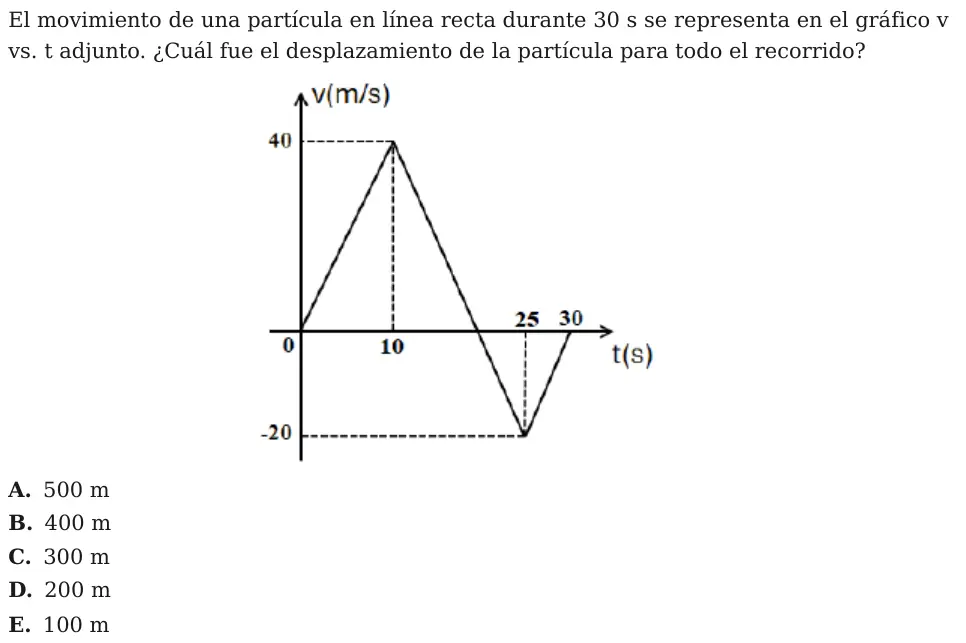 El movimiento de una partícula en línea recta durante 30 s se representa en el gráfico v
vs. t adjunto. ¿Cuál fue el desplazamiento de la partícula para todo el recorrido?
v(m/s)
40
25 30
0
10
t(s)
-20
A. 500 m
B. 400 m
C. 300 m
D. 200 m
E. 100 m